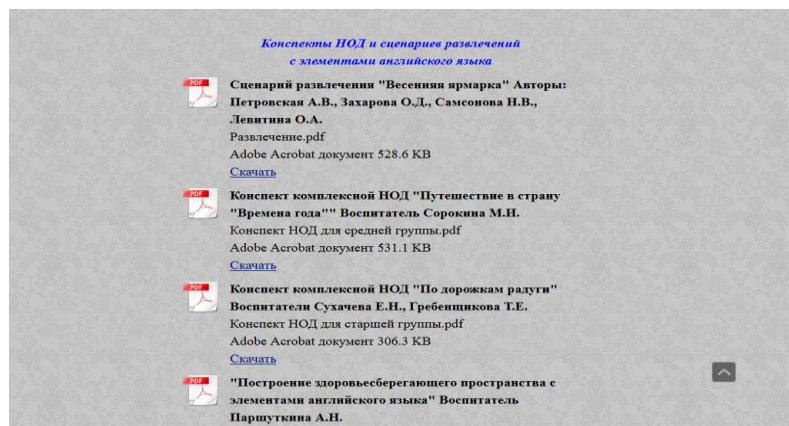 Конспекты НОД и сценариев развлечений
с элементами английского языка
PDF
Сценарий развлечения "Весенняя ярмарка" Авторы:
Петровская А.В., Захарова О.Д., Самсонова Н.В.,
Левитина О.А.
Развлечение.pdf
Adobe Acrobat документ 528.6 KB
Скачать
PDF
Конспект комплексной НОД "Путешествие в страну
"Времена года"" Воспитатель Сорокина М.И.
Конспект НОД для средней группы.pdf
Adobe Acrobat документ 531.1 KB
Скачать
PDF
Конспект комплексной НОД "По дорожкам радуги"
Воспитатели Сухачева Е.Н., Гребенщикова Т.Е.
Конспект НОД для старшей группы.pdf
Adobe Acrobat документ 306.3 KB
Скачать
PDF
"Построение здоровьесберегающего пространства с
элементами английского языка" Воспитатель
Паршуткина А.Н.